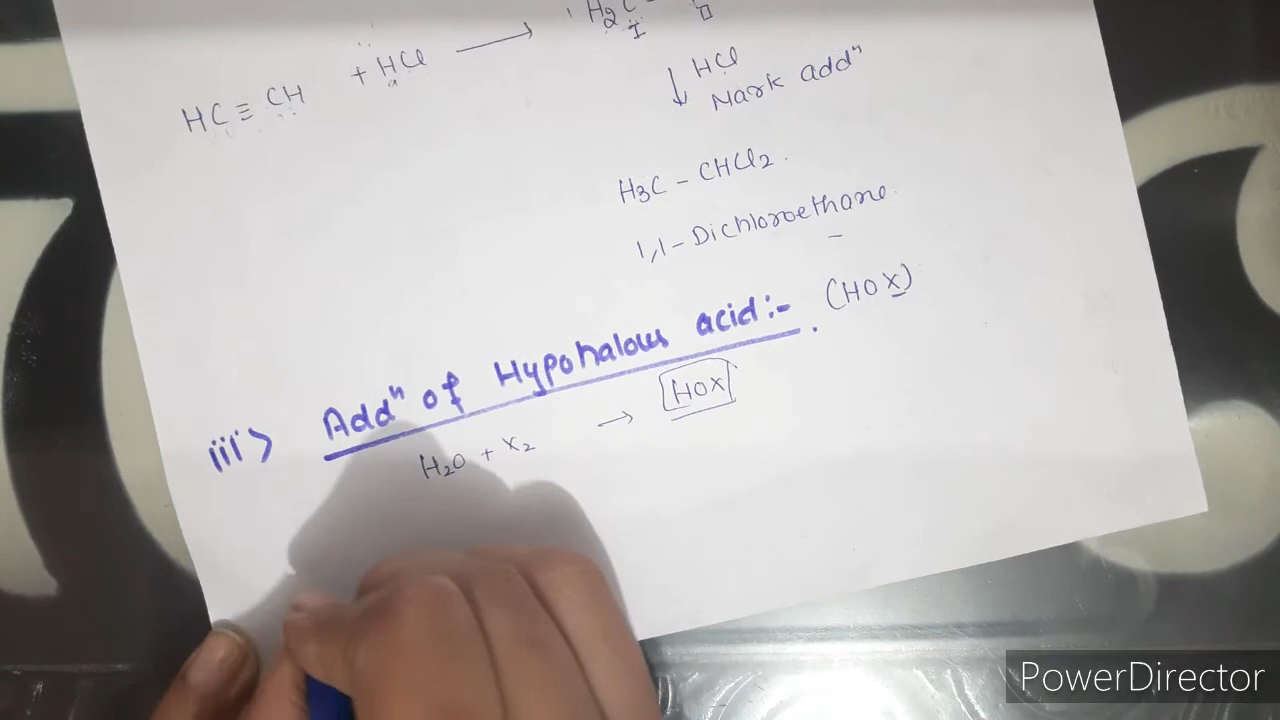 H2C -
I
HC ≡ CH + HCl →
↓ HCl
Mark addⁿ
H3C - CHCl2.
1,1-Dichloroethane.
iii> Addⁿ of Hypohalous acid:- (HOX)
H2O + X2 → HOX
PowerDirector